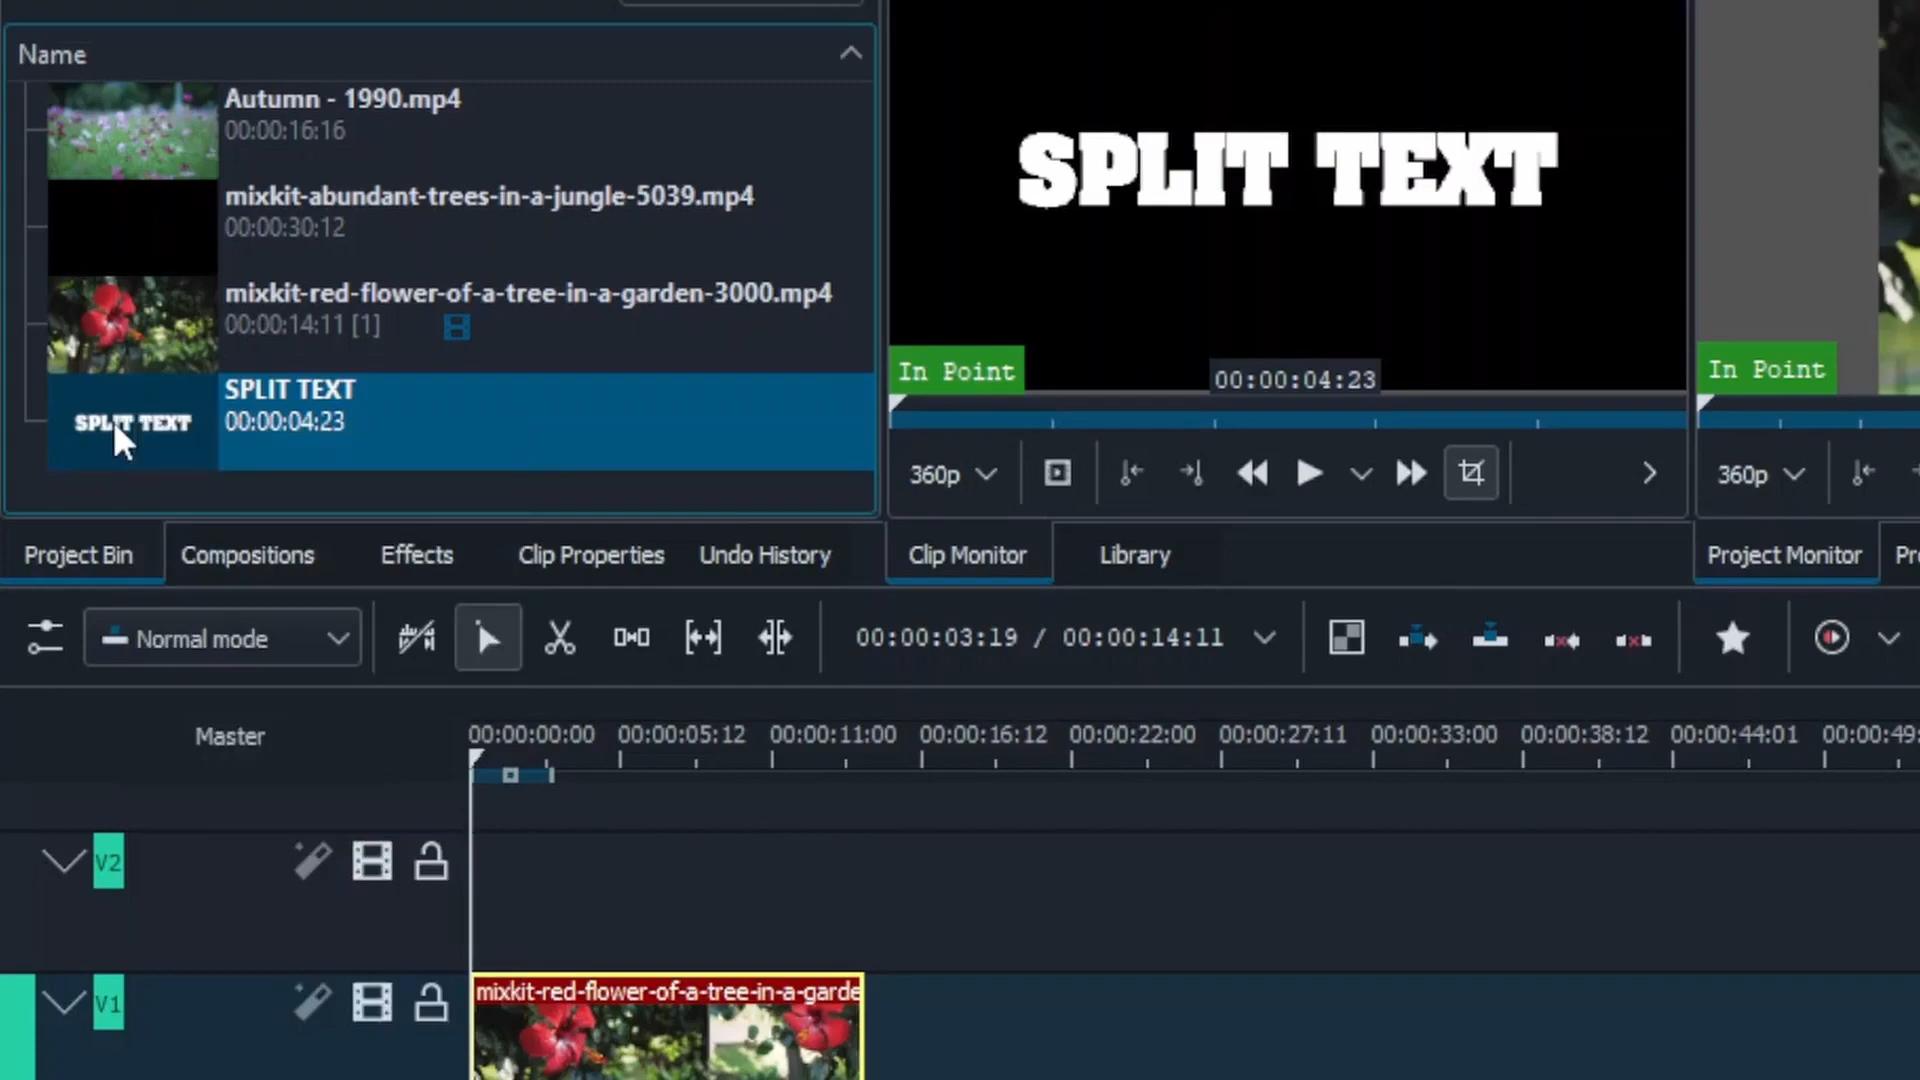 Name
Autumn - 1990.mp4
00:00:16:16
mixkit-abundant-trees-in-a-jungle-5039.mp4
00:00:30:12
mixkit-red-flower-of-a-tree-in-a-garden-3000.mp4
00:00:14:11 [1]
SPLIT TEXT
SPLIT TEXT
00:00:04:23
SPLIT TEXT
In Point
00:00:04:23
In Point
360p
360p
Project Bin
Compositions
Effects
Clip Properties
Undo History
Clip Monitor
Library
Project Monitor
Pr
Normal mode
00:00:03:19 / 00:00:14:11
Master
00:00:00:00 00:00:05:12 00:00:11:00 00:00:16:12 00:00:22:00 00:00:27:11 00:00:33:00 00:00:38:12 00:00:44:01 00:00:49:
V2
V1
mixkit-red-flower-of-a-tree-in-a-garde